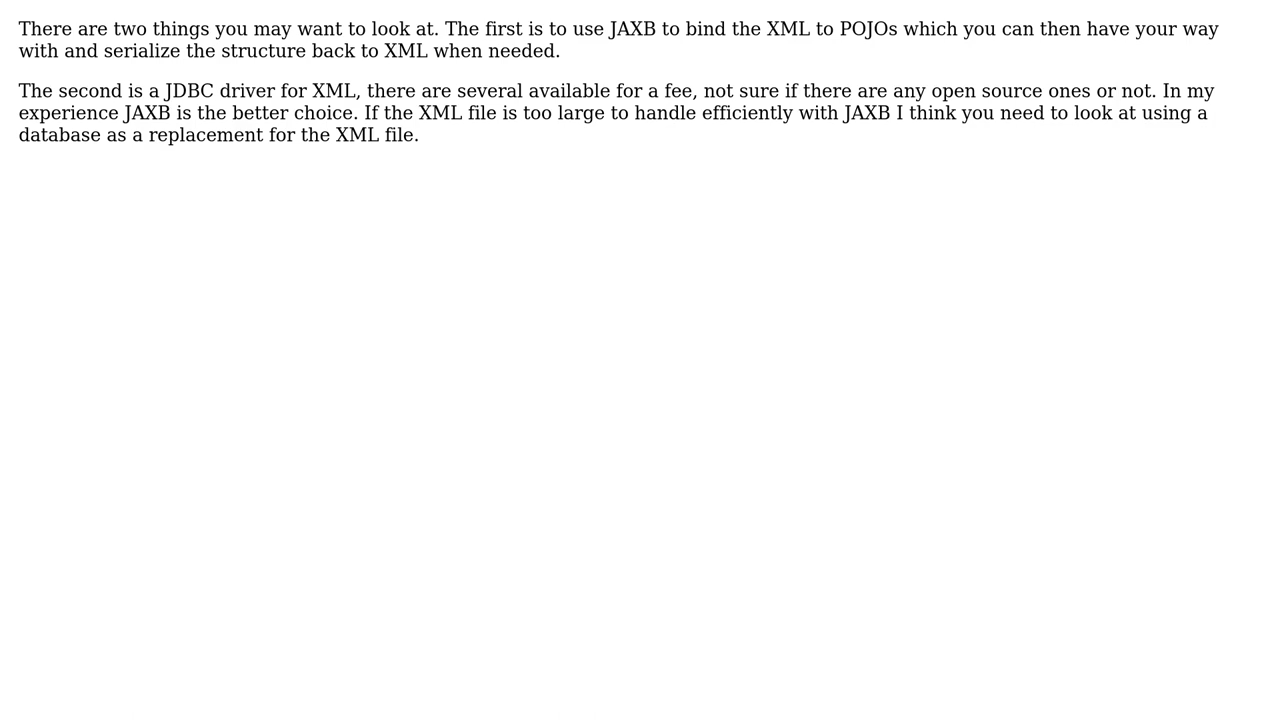 There are two things you may want to look at. The first is to use JAXB to bind the XML to POJOs which you can then have your way
with and serialize the structure back to XML when needed.
The second is a JDBC driver for XML, there are several available for a fee, not sure if there are any open source ones or not. In my
experience JAXB is the better choice. If the XML file is too large to handle efficiently with JAXB I think you need to look at using a
database as a replacement for the XML file.